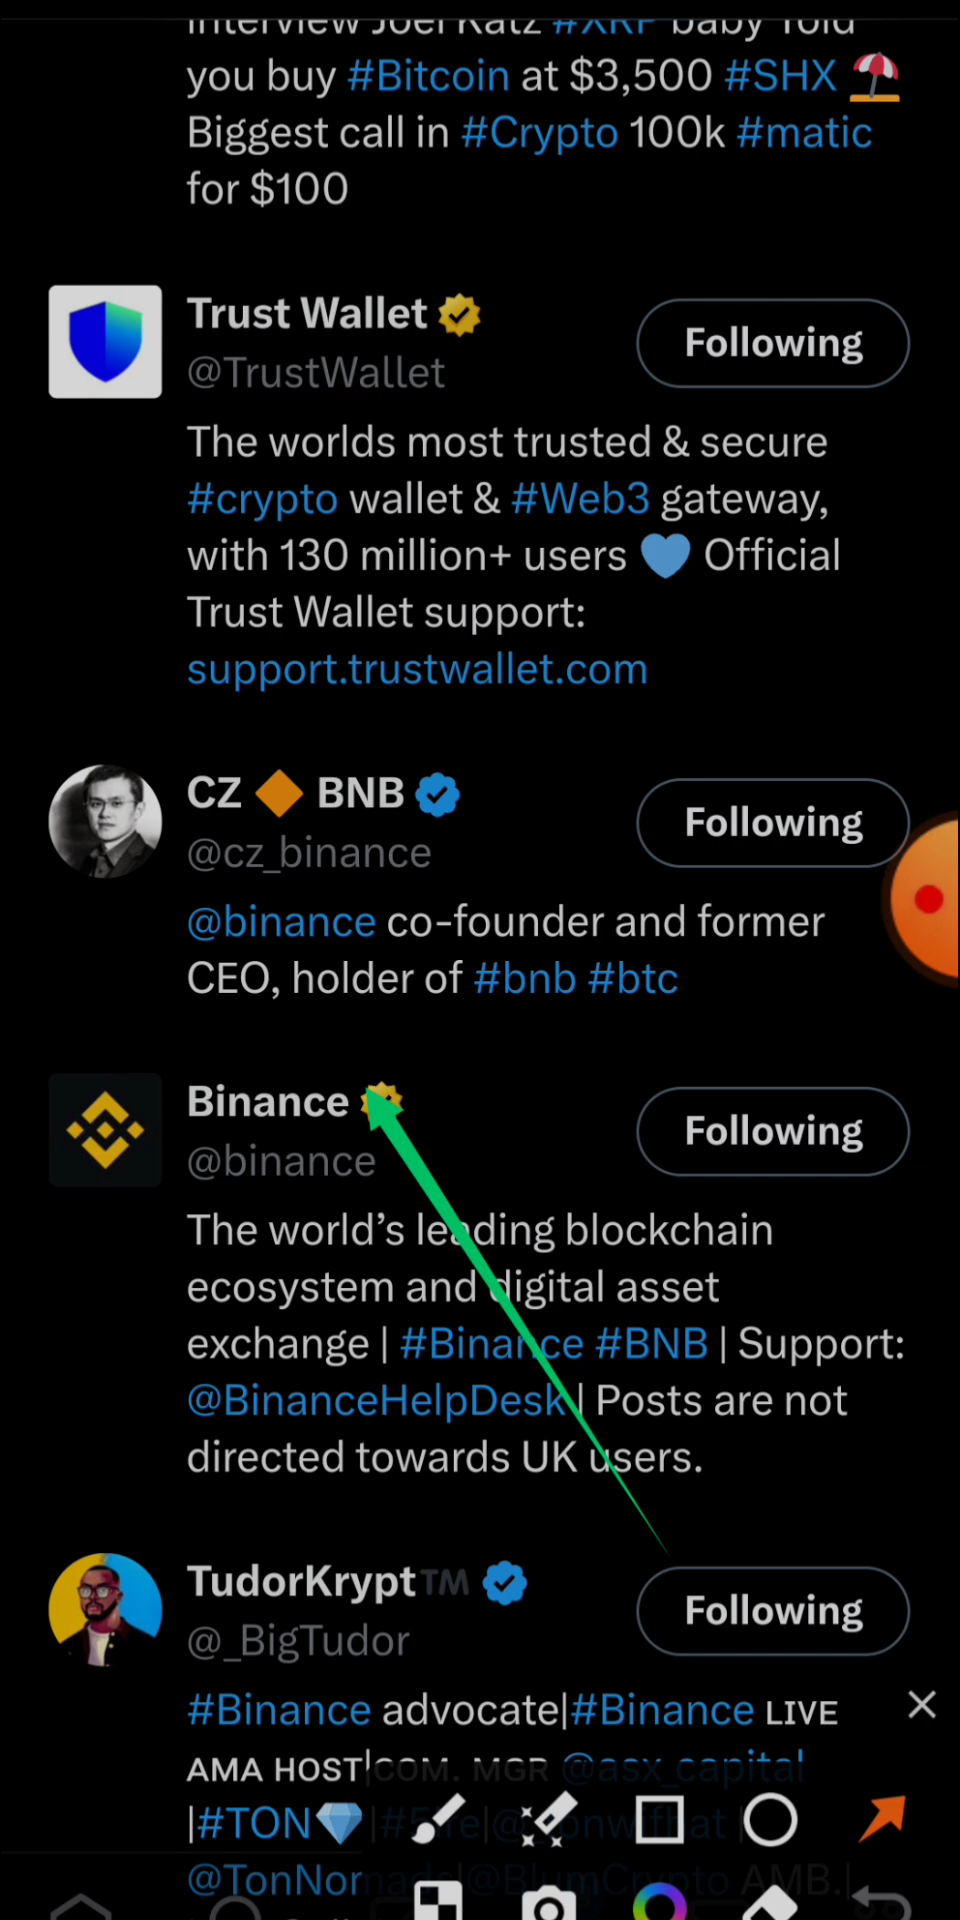 Interview Joel Katz #XRP baby Told
you buy #Bitcoin at $3,500 #SHX
Biggest call in #Crypto 100k #matic
for $100
Trust Wallet
Following
@TrustWallet
The worlds most trusted & secure
#crypto wallet & #Web3 gateway,
with 130 million+ users 💙 Official
Trust Wallet support:
support.trustwallet.com
CZ 🔶 BNB
Following
@cz_binance
@binance co-founder and former
CEO, holder of #bnb #btc
Binance
Following
@binance
The world’s leading blockchain
ecosystem and digital asset
exchange | #Binance #BNB | Support:
@BinanceHelpDesk | Posts are not
directed towards UK users.
TudorKrypt™
Following
@_BigTudor
#Binance advocate|#Binance LIVE
AMA HOST|COM. MGR @asx_capital
|#TON💎
@TonNomads|@BlumCrypto AMB.|